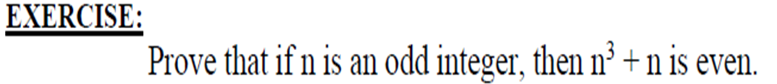 EXERCISE:
Prove that if n is an odd integer, then n³ + n is even.